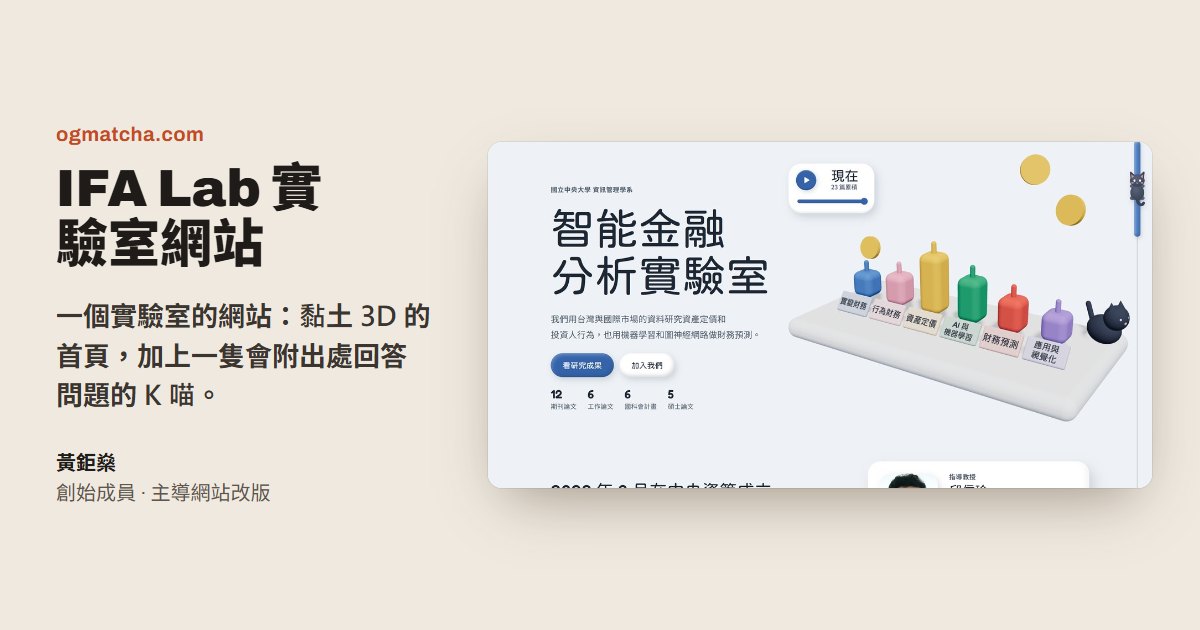 ogmatcha.com
IFA Lab 實
驗室網站
一個實驗室的網站：黏土 3D 的
首頁，加上一隻會附出處回答
問題的 K 喵。
黃鉅燊
創始成員 · 主導網站改版
國立中央大學 資訊管理學系
智能金融
分析實驗室
我們用台灣與國際市場的資料研究資產定價和
投資人行為，也用機器學習和圖神經網路做財務預測。
看研究成果
加入我們
12
6
6
5
期刊論文
工作論文
國科會計畫
碩士論文
現在
23 篇累積
實證財務
行為財務
資產定價
AI 與
機器學習
財務預測
應用與
視覺化
指導教授